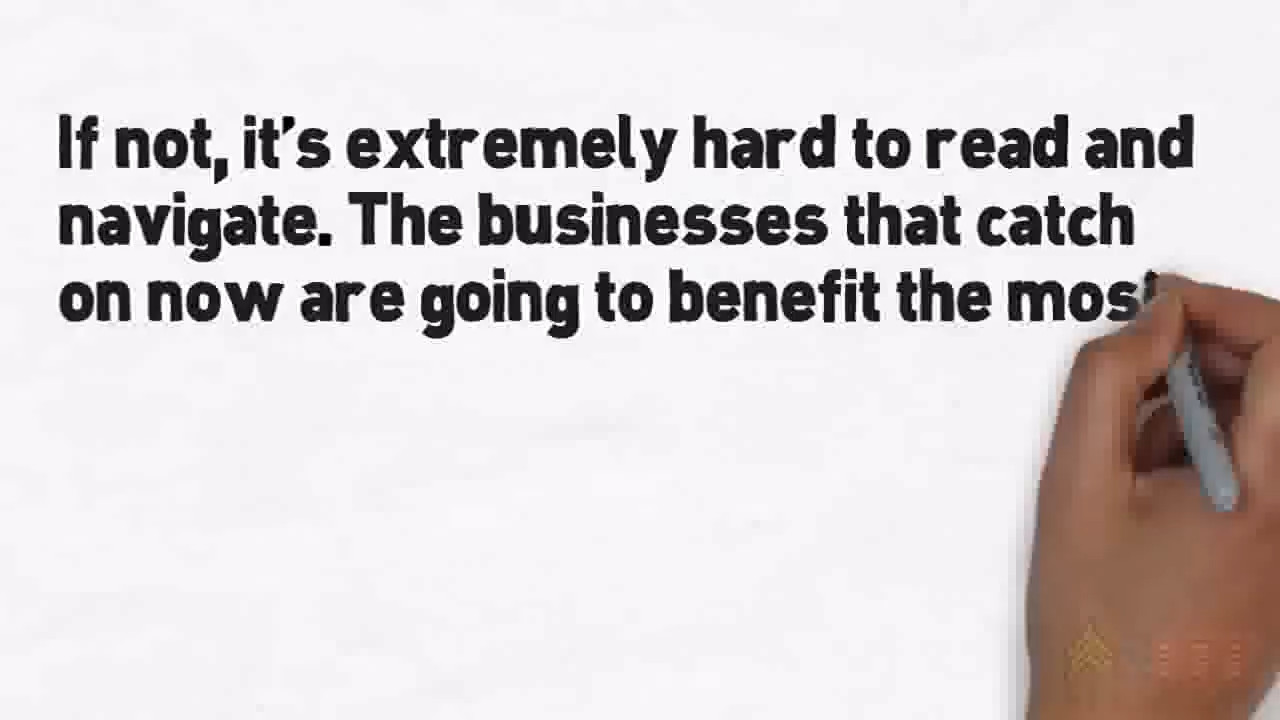 If not, it's extremely hard to read and
navigate. The businesses that catch
on now are going to benefit the mos